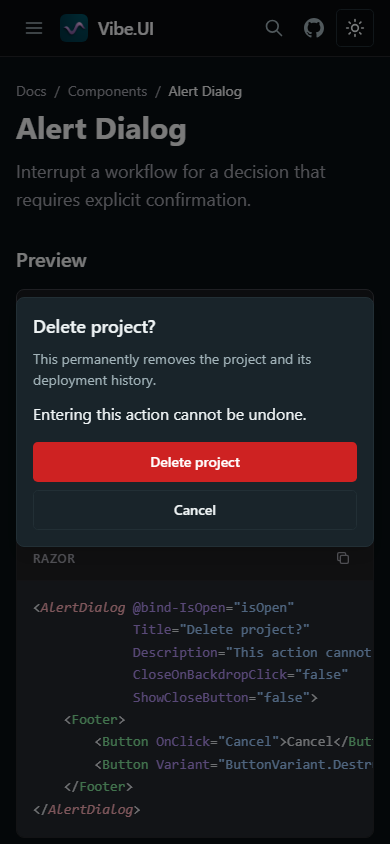 Vibe.UI
Docs / Components / Alert Dialog
Alert Dialog
Interrupt a workflow for a decision that
requires explicit confirmation.
Preview
Delete project?
This permanently removes the project and its
deployment history.
Entering this action cannot be undone.
Delete project
Cancel
RAZOR
<AlertDialog @bind-IsOpen="isOpen"
Title="Delete project?"
Description="This action cannot
CloseOnBackdropClick="false"
ShowCloseButton="false">
<Footer>
<Button OnClick="Cancel">Cancel</But
<Button Variant="ButtonVariant.Destr
</Footer>
</AlertDialog>